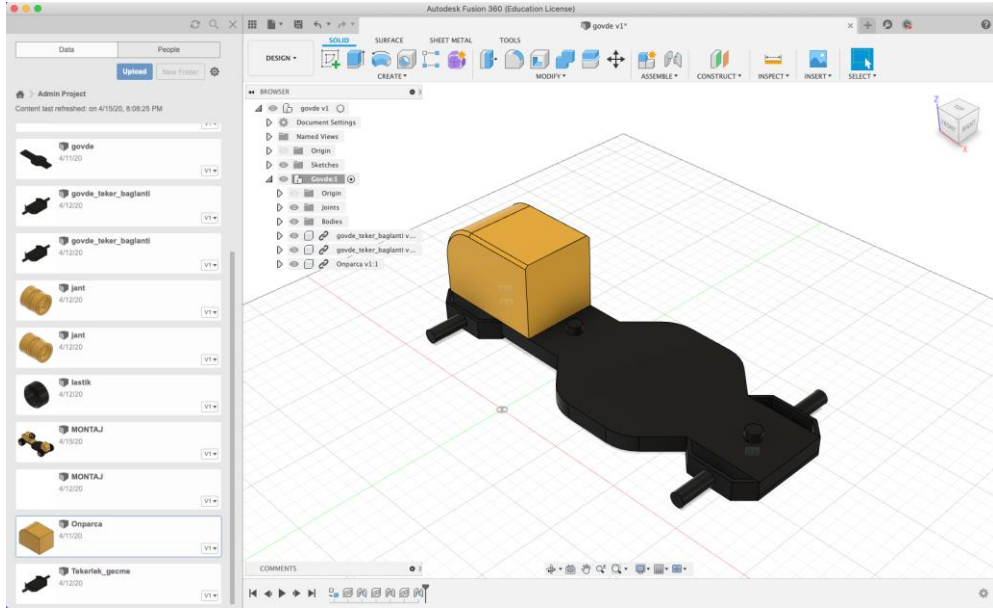 Autodesk Fusion 360 (Education License)
govde v1*
Data
People
Upload
New Folder
Admin Project
Content last refreshed: on 4/15/20, 8:08:25 PM
govde
4/11/20
V1
govde_teker_baglanti
4/12/20
V1
govde_teker_baglanti
4/12/20
V1
jant
4/12/20
V1
jant
4/12/20
V1
lastik
4/12/20
V1
MONTAJ
4/15/20
V1
MONTAJ
4/12/20
V1
Onparca
4/11/20
V1
Tekerlek_gecme
4/12/20
V1
DESIGN
SOLID
SURFACE
SHEET METAL
TOOLS
CREATE
MODIFY
ASSEMBLE
CONSTRUCT
INSPECT
INSERT
SELECT
BROWSER
govde v1
Document Settings
Named Views
Origin
Sketches
Govde:1
Origin
Joints
Bodies
govde_teker_baglanti v...
govde_teker_baglanti v...
Onparca v1:1
Z
TOP
FRONT
RIGHT
X
COMMENTS